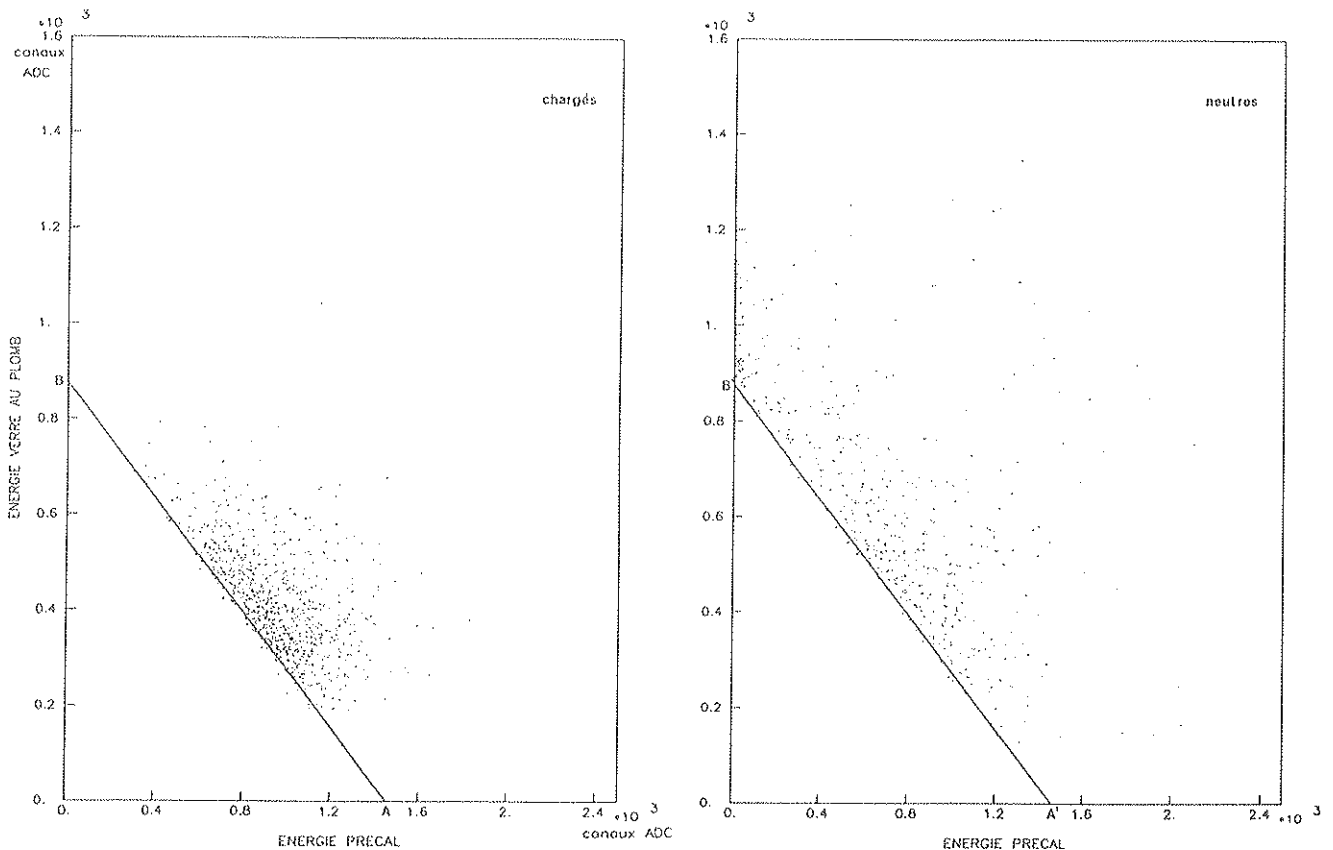 *10 3
1.6
canaux
ADC
chargés
1.4
1.2
1.
B
0.8
0.6
0.4
0.2
0.
ENERGIE VERRE AU PLOMB
0. 0.4 0.8 1.2 A 1.6 2. 2.4 *10 3
canaux ADC
ENERGIE PRECAL
*10 3
1.6
neutres
1.4
1.2
1.
B'
0.8
0.6
0.4
0.2
0.
0. 0.4 0.8 1.2 A' 1.6 2. 2.4 *10 3
ENERGIE PRECAL